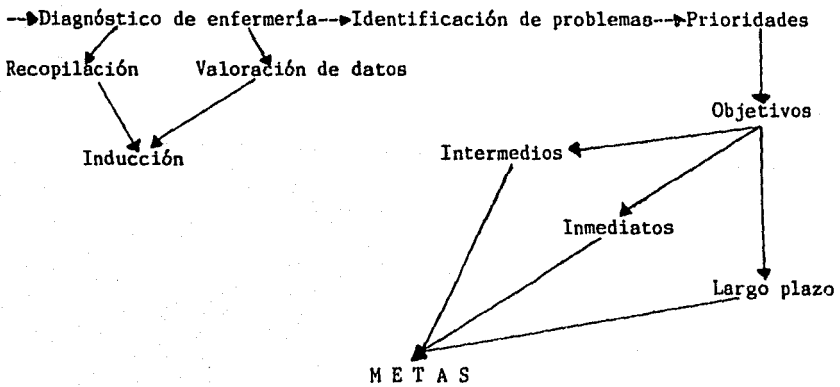 Diagnóstico de enfermería Identificación de problemas Prioridades
Recopilación Valoración de datos
Objetivos
Inducción Intermedios
Inmediatos
Largo plazo
M E T A S